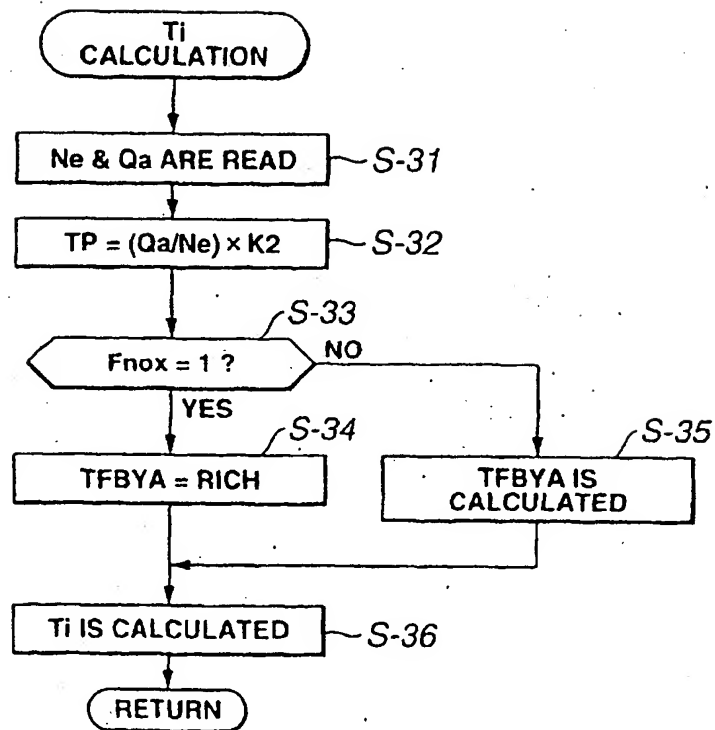 Ti
CALCULATION
Ne & Qa ARE READ
S-31
TP = (Qa/Ne) × K2
S-32
S-33
Fnox = 1 ?
NO
YES
S-34
TFBYA = RICH
S-35
TFBYA IS
CALCULATED
Ti IS CALCULATED
S-36
RETURN